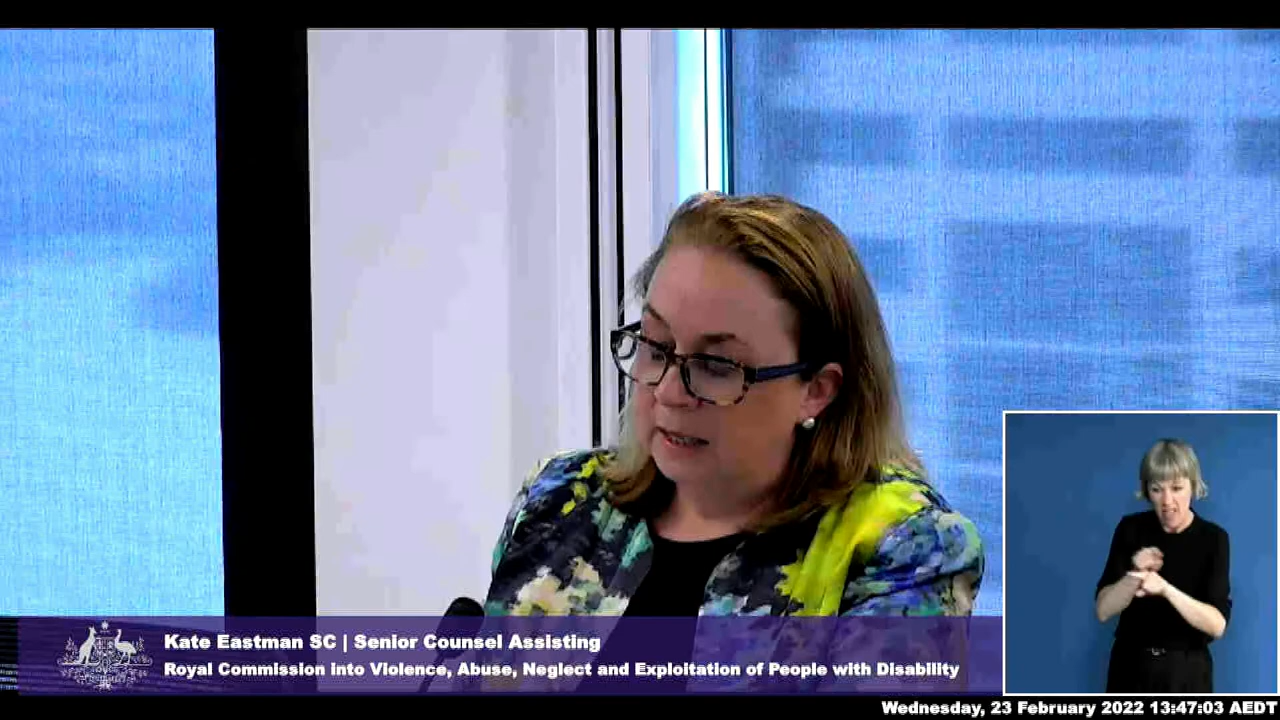 Kate Eastman SC | Senior Counsel Assisting
Royal Commission into Violence, Abuse, Neglect and Exploitation of People with Disability
Wednesday, 23 February 2022 13:47:03 AEDT